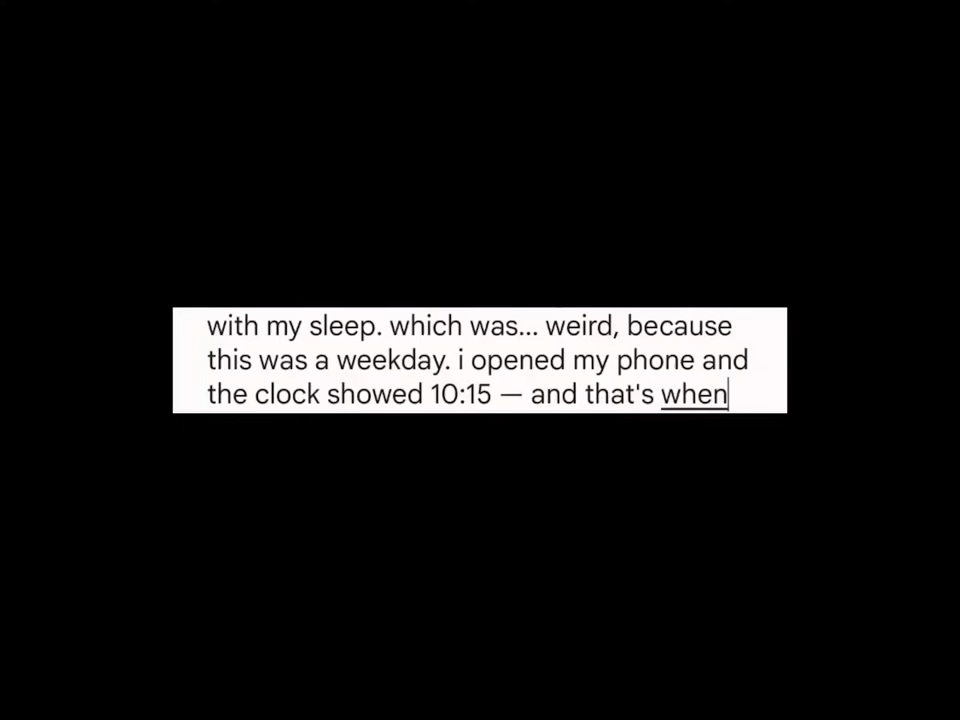 with my sleep. which was... weird, because
this was a weekday. i opened my phone and
the clock showed 10:15 — and that's when